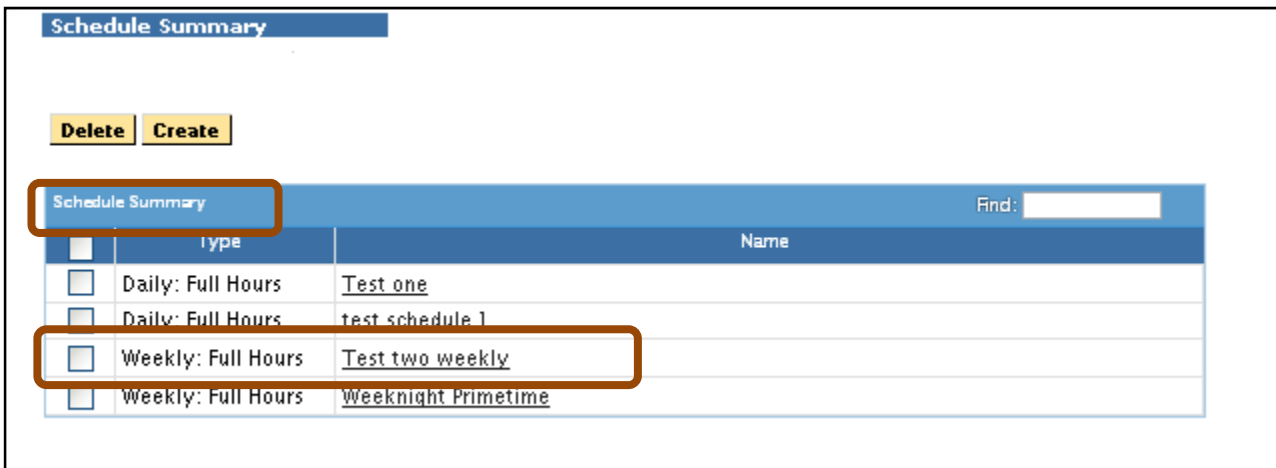 Schedule Summary
Delete Create
Schedule Summary Find:
Type Name
Daily: Full Hours Test one
Daily: Full Hours test schedule 1
Weekly: Full Hours Test two weekly
Weekly: Full Hours Weeknight Primetime